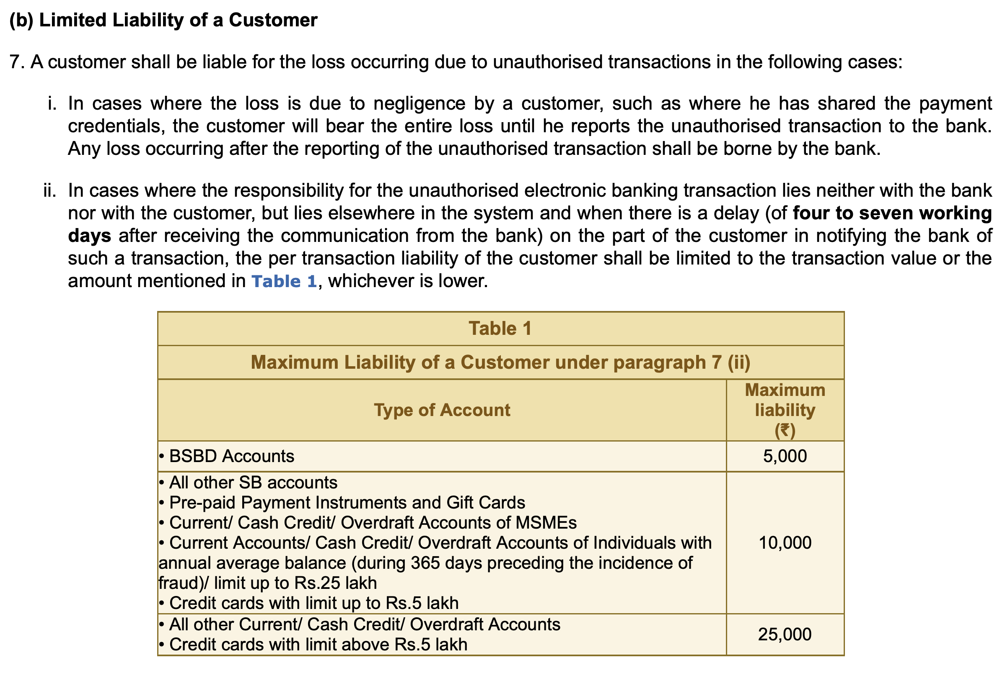 (b) Limited Liability of a Customer
7. A customer shall be liable for the loss occurring due to unauthorised transactions in the following cases:
i. In cases where the loss is due to negligence by a customer, such as where he has shared the payment
credentials, the customer will bear the entire loss until he reports the unauthorised transaction to the bank.
Any loss occurring after the reporting of the unauthorised transaction shall be borne by the bank.
ii. In cases where the responsibility for the unauthorised electronic banking transaction lies neither with the bank
nor with the customer, but lies elsewhere in the system and when there is a delay (of four to seven working
days after receiving the communication from the bank) on the part of the customer in notifying the bank of
such a transaction, the per transaction liability of the customer shall be limited to the transaction value or the
amount mentioned in Table 1, whichever is lower.
Table 1
Maximum Liability of a Customer under paragraph 7 (ii)
Type of Account
Maximum
liability
(₹)
• BSBD Accounts
5,000
• All other SB accounts
• Pre-paid Payment Instruments and Gift Cards
• Current/ Cash Credit/ Overdraft Accounts of MSMEs
• Current Accounts/ Cash Credit/ Overdraft Accounts of Individuals with
annual average balance (during 365 days preceding the incidence of
fraud)/ limit up to Rs.25 lakh
• Credit cards with limit up to Rs.5 lakh
10,000
• All other Current/ Cash Credit/ Overdraft Accounts
• Credit cards with limit above Rs.5 lakh
25,000